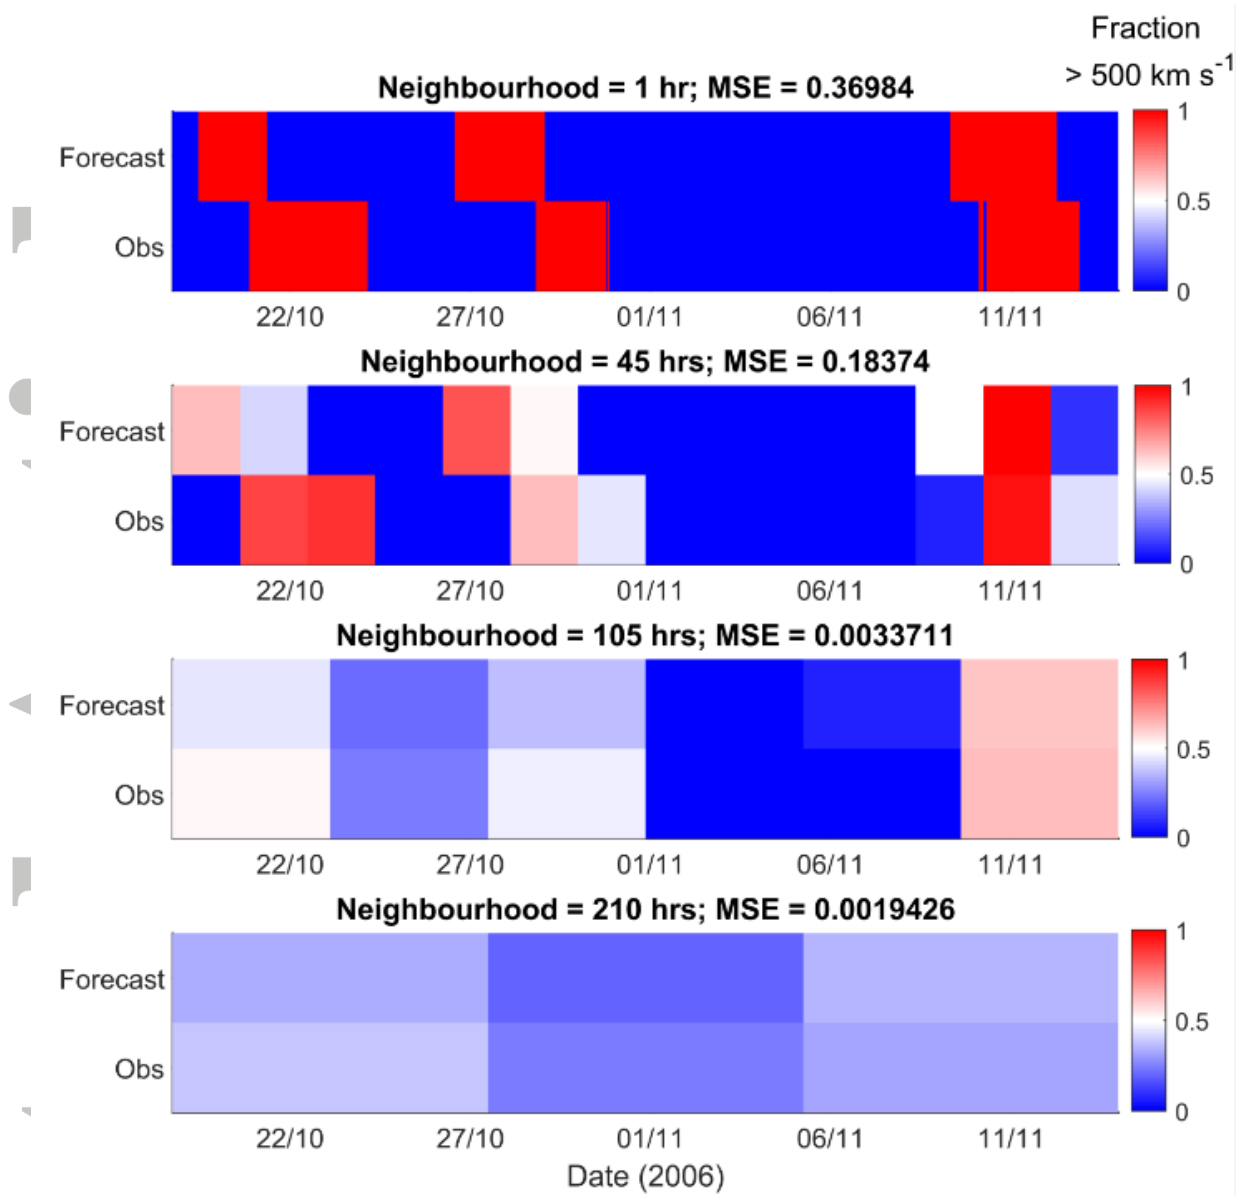 Fraction
> 500 km s-1
Neighbourhood = 1 hr; MSE = 0.36984
Forecast
Obs
1
0.5
0
22/10 27/10 01/11 06/11 11/11
Neighbourhood = 45 hrs; MSE = 0.18374
Forecast
Obs
1
0.5
0
22/10 27/10 01/11 06/11 11/11
Neighbourhood = 105 hrs; MSE = 0.0033711
Forecast
Obs
1
0.5
0
22/10 27/10 01/11 06/11 11/11
Neighbourhood = 210 hrs; MSE = 0.0019426
Forecast
Obs
1
0.5
0
22/10 27/10 01/11 06/11 11/11
Date (2006)